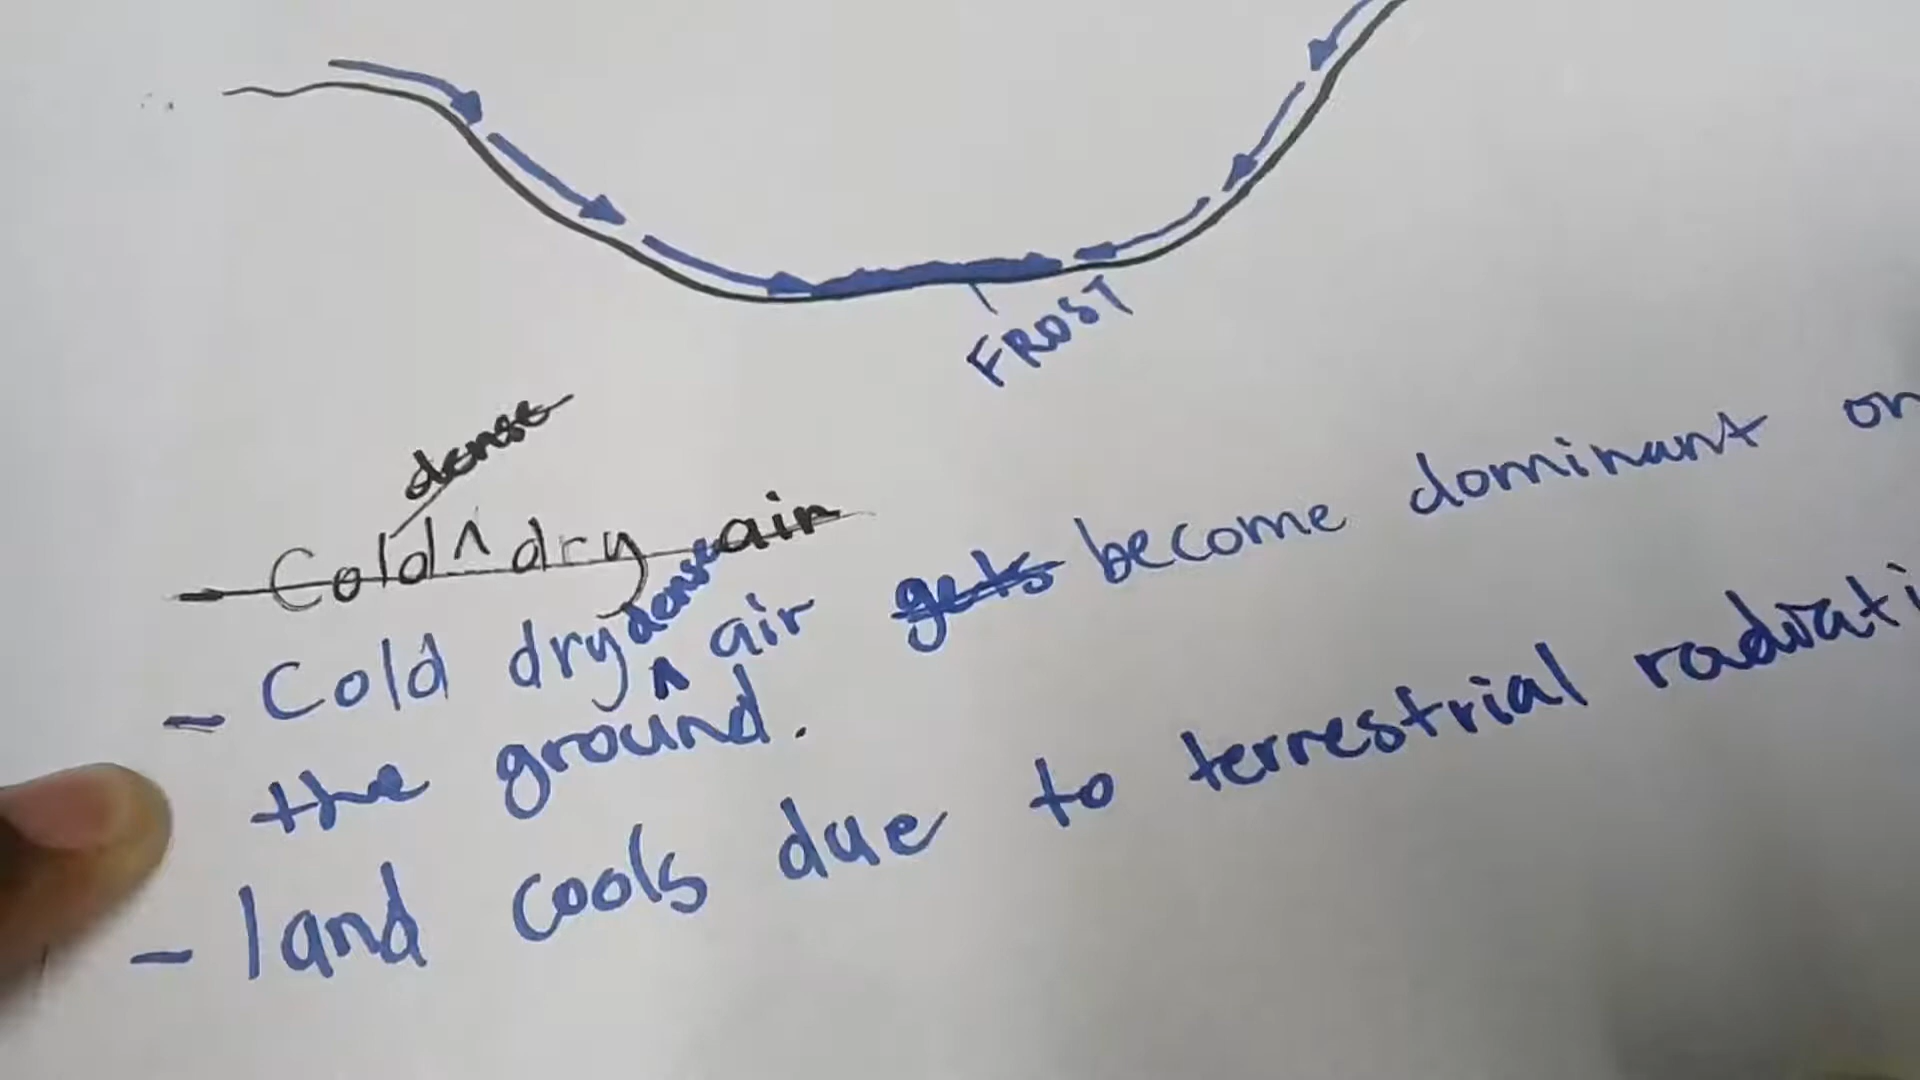 FROST
dense
Cold ^ dry air
dense
- Cold dry ^ air gets become dominant on
the ground.
- land cools due to terrestrial radiati